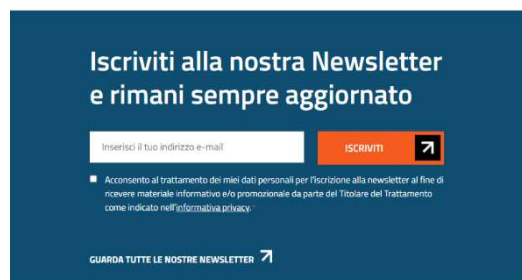 Iscriviti alla nostra Newsletter
e rimani sempre aggiornato
Inserisci il tuo indirizzo e-mail
ISCRIVITI
Acconsento al trattamento dei miei dati personali per l'iscrizione alla newsletter al fine di
ricevere materiale informativo e/o promozionale da parte del Titolare del Trattamento
come indicato nell'informativa privacy. *
GUARDA TUTTE LE NOSTRE NEWSLETTER